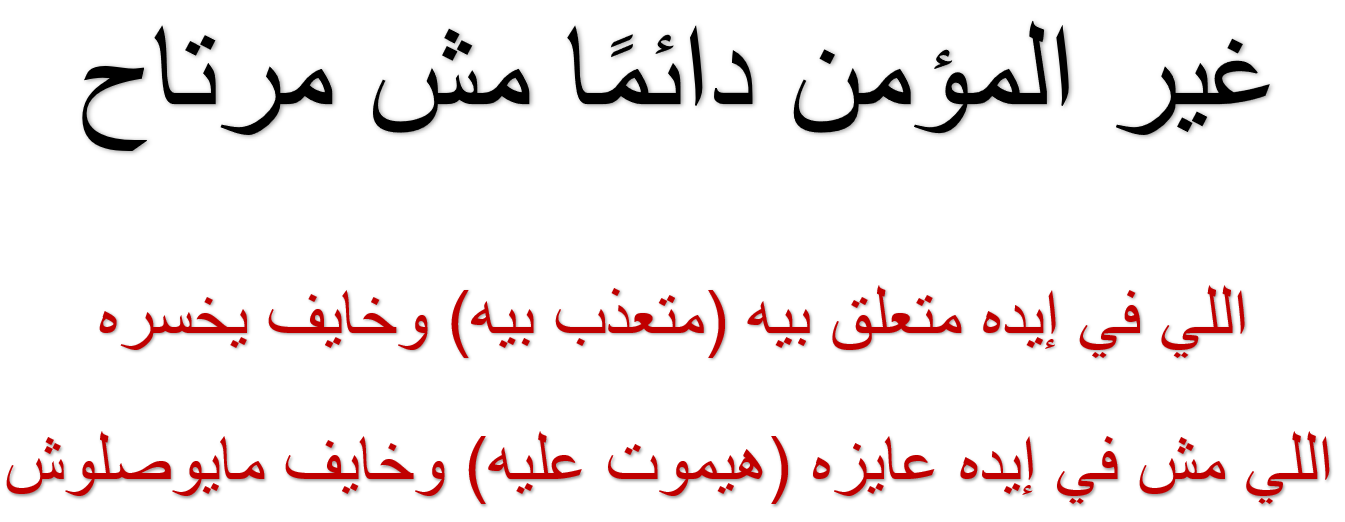 غير المؤمن دائمًا مش مرتاح
اللي في إيده متعلق بيه (متعذب بيه) وخايف يخسره
اللي مش في إيده عايزه (هيموت عليه) وخايف مايوصلوش